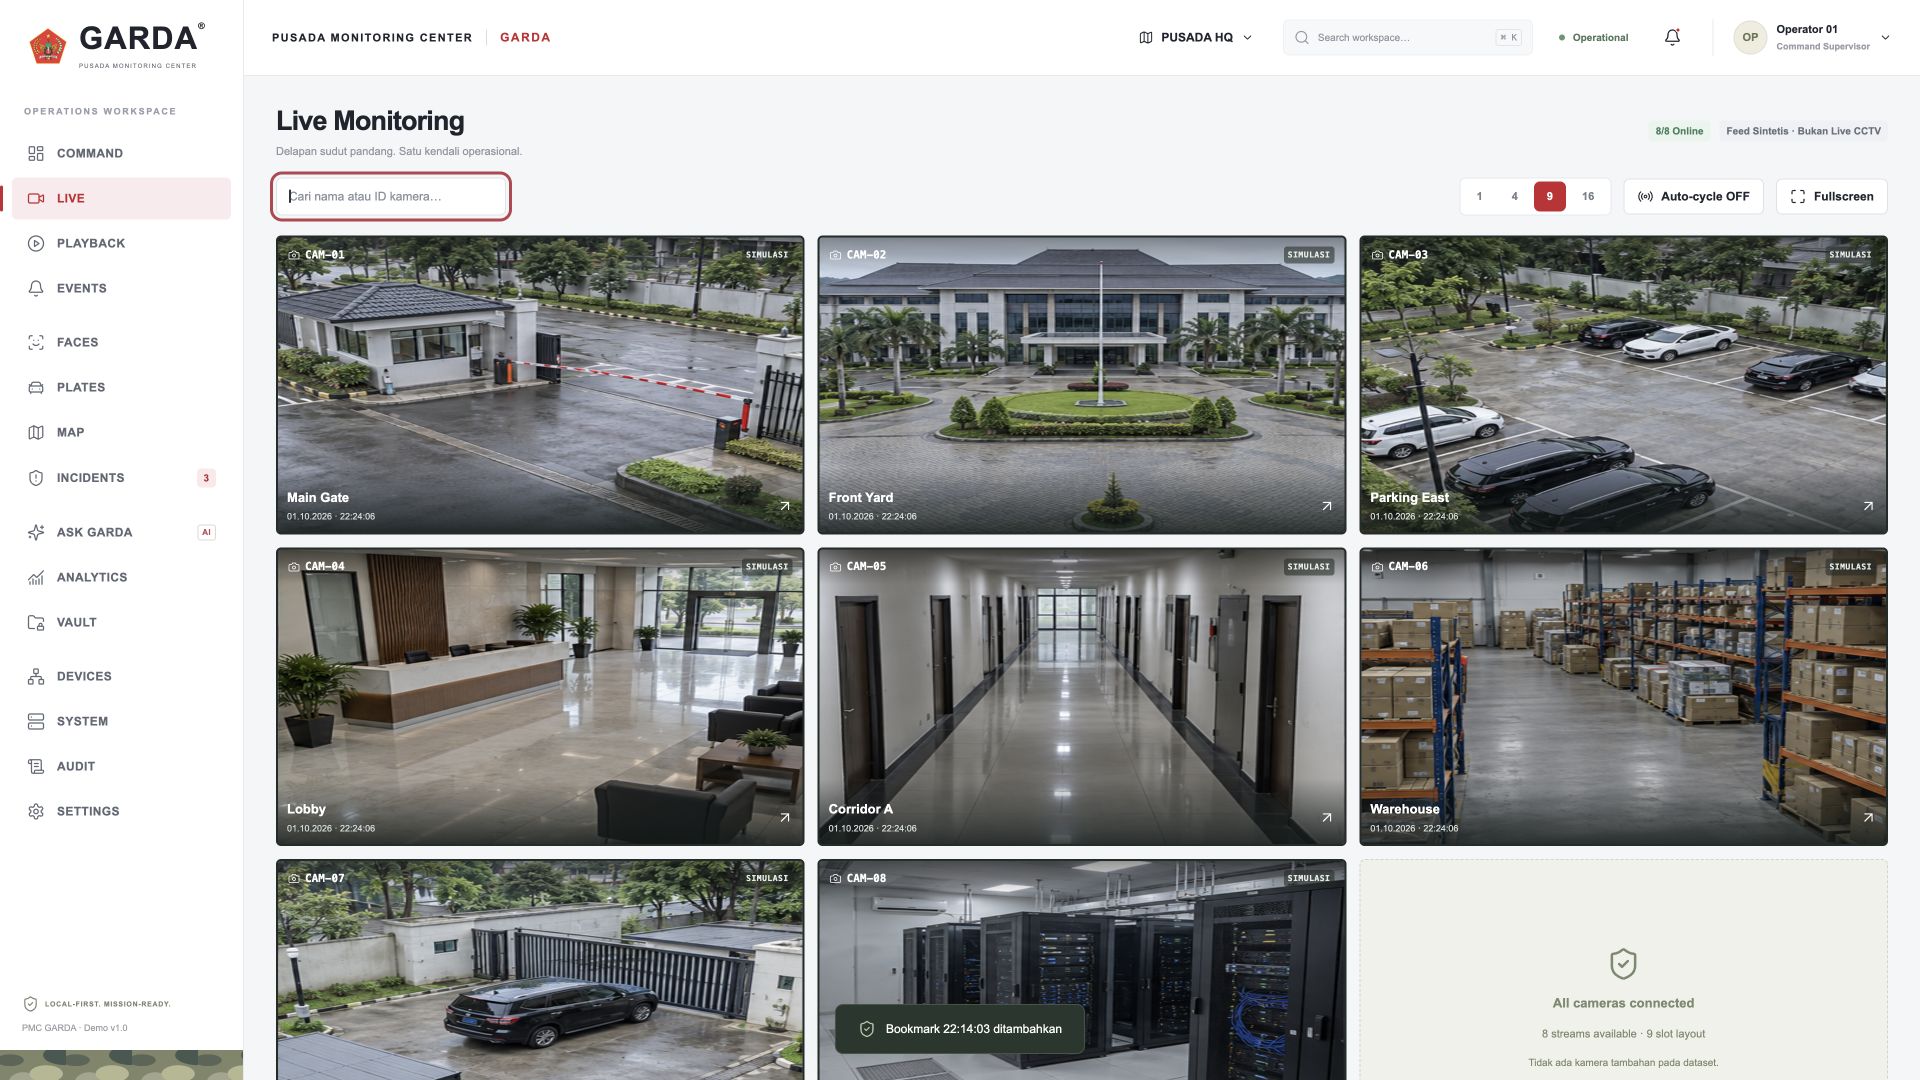 GARDA®
PUSADA MONITORING CENTER
OPERATIONS WORKSPACE
COMMAND
LIVE
PLAYBACK
EVENTS
FACES
PLATES
MAP
INCIDENTS 3
ASK GARDA AI
ANALYTICS
VAULT
DEVICES
SYSTEM
AUDIT
SETTINGS
LOCAL-FIRST. MISSION-READY.
PMC GARDA · Demo v1.0
PUSADA MONITORING CENTER GARDA
PUSADA HQ
Search workspace… ⌘ K
Operational
OP
Operator 01
Command Supervisor
Live Monitoring
Delapan sudut pandang. Satu kendali operasional.
8/8 Online
Feed Sintetis · Bukan Live CCTV
Cari nama atau ID kamera…
1 4 9 16
Auto-cycle OFF
Fullscreen
CAM-01 SIMULASI
Main Gate
01.10.2026 · 22:24:06
CAM-02 SIMULASI
Front Yard
01.10.2026 · 22:24:06
CAM-03 SIMULASI
Parking East
01.10.2026 · 22:24:06
CAM-04 SIMULASI
Lobby
01.10.2026 · 22:24:06
CAM-05 SIMULASI
Corridor A
01.10.2026 · 22:24:06
CAM-06 SIMULASI
Warehouse
01.10.2026 · 22:24:06
CAM-07 SIMULASI
CAM-08 SIMULASI
All cameras connected
8 streams available · 9 slot layout
Tidak ada kamera tambahan pada dataset.
Bookmark 22:14:03 ditambahkan